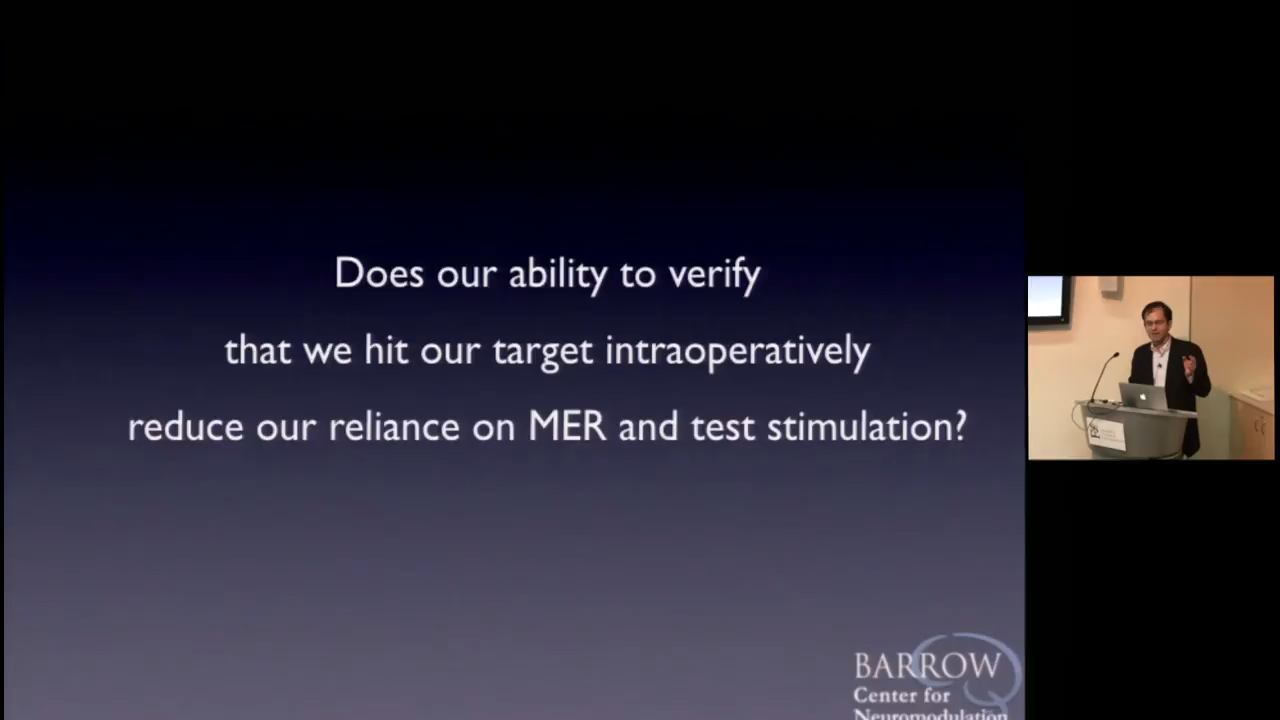 Does our ability to verify
that we hit our target intraoperatively
reduce our reliance on MER and test stimulation?
BARROW
Center for
Neuromodulation